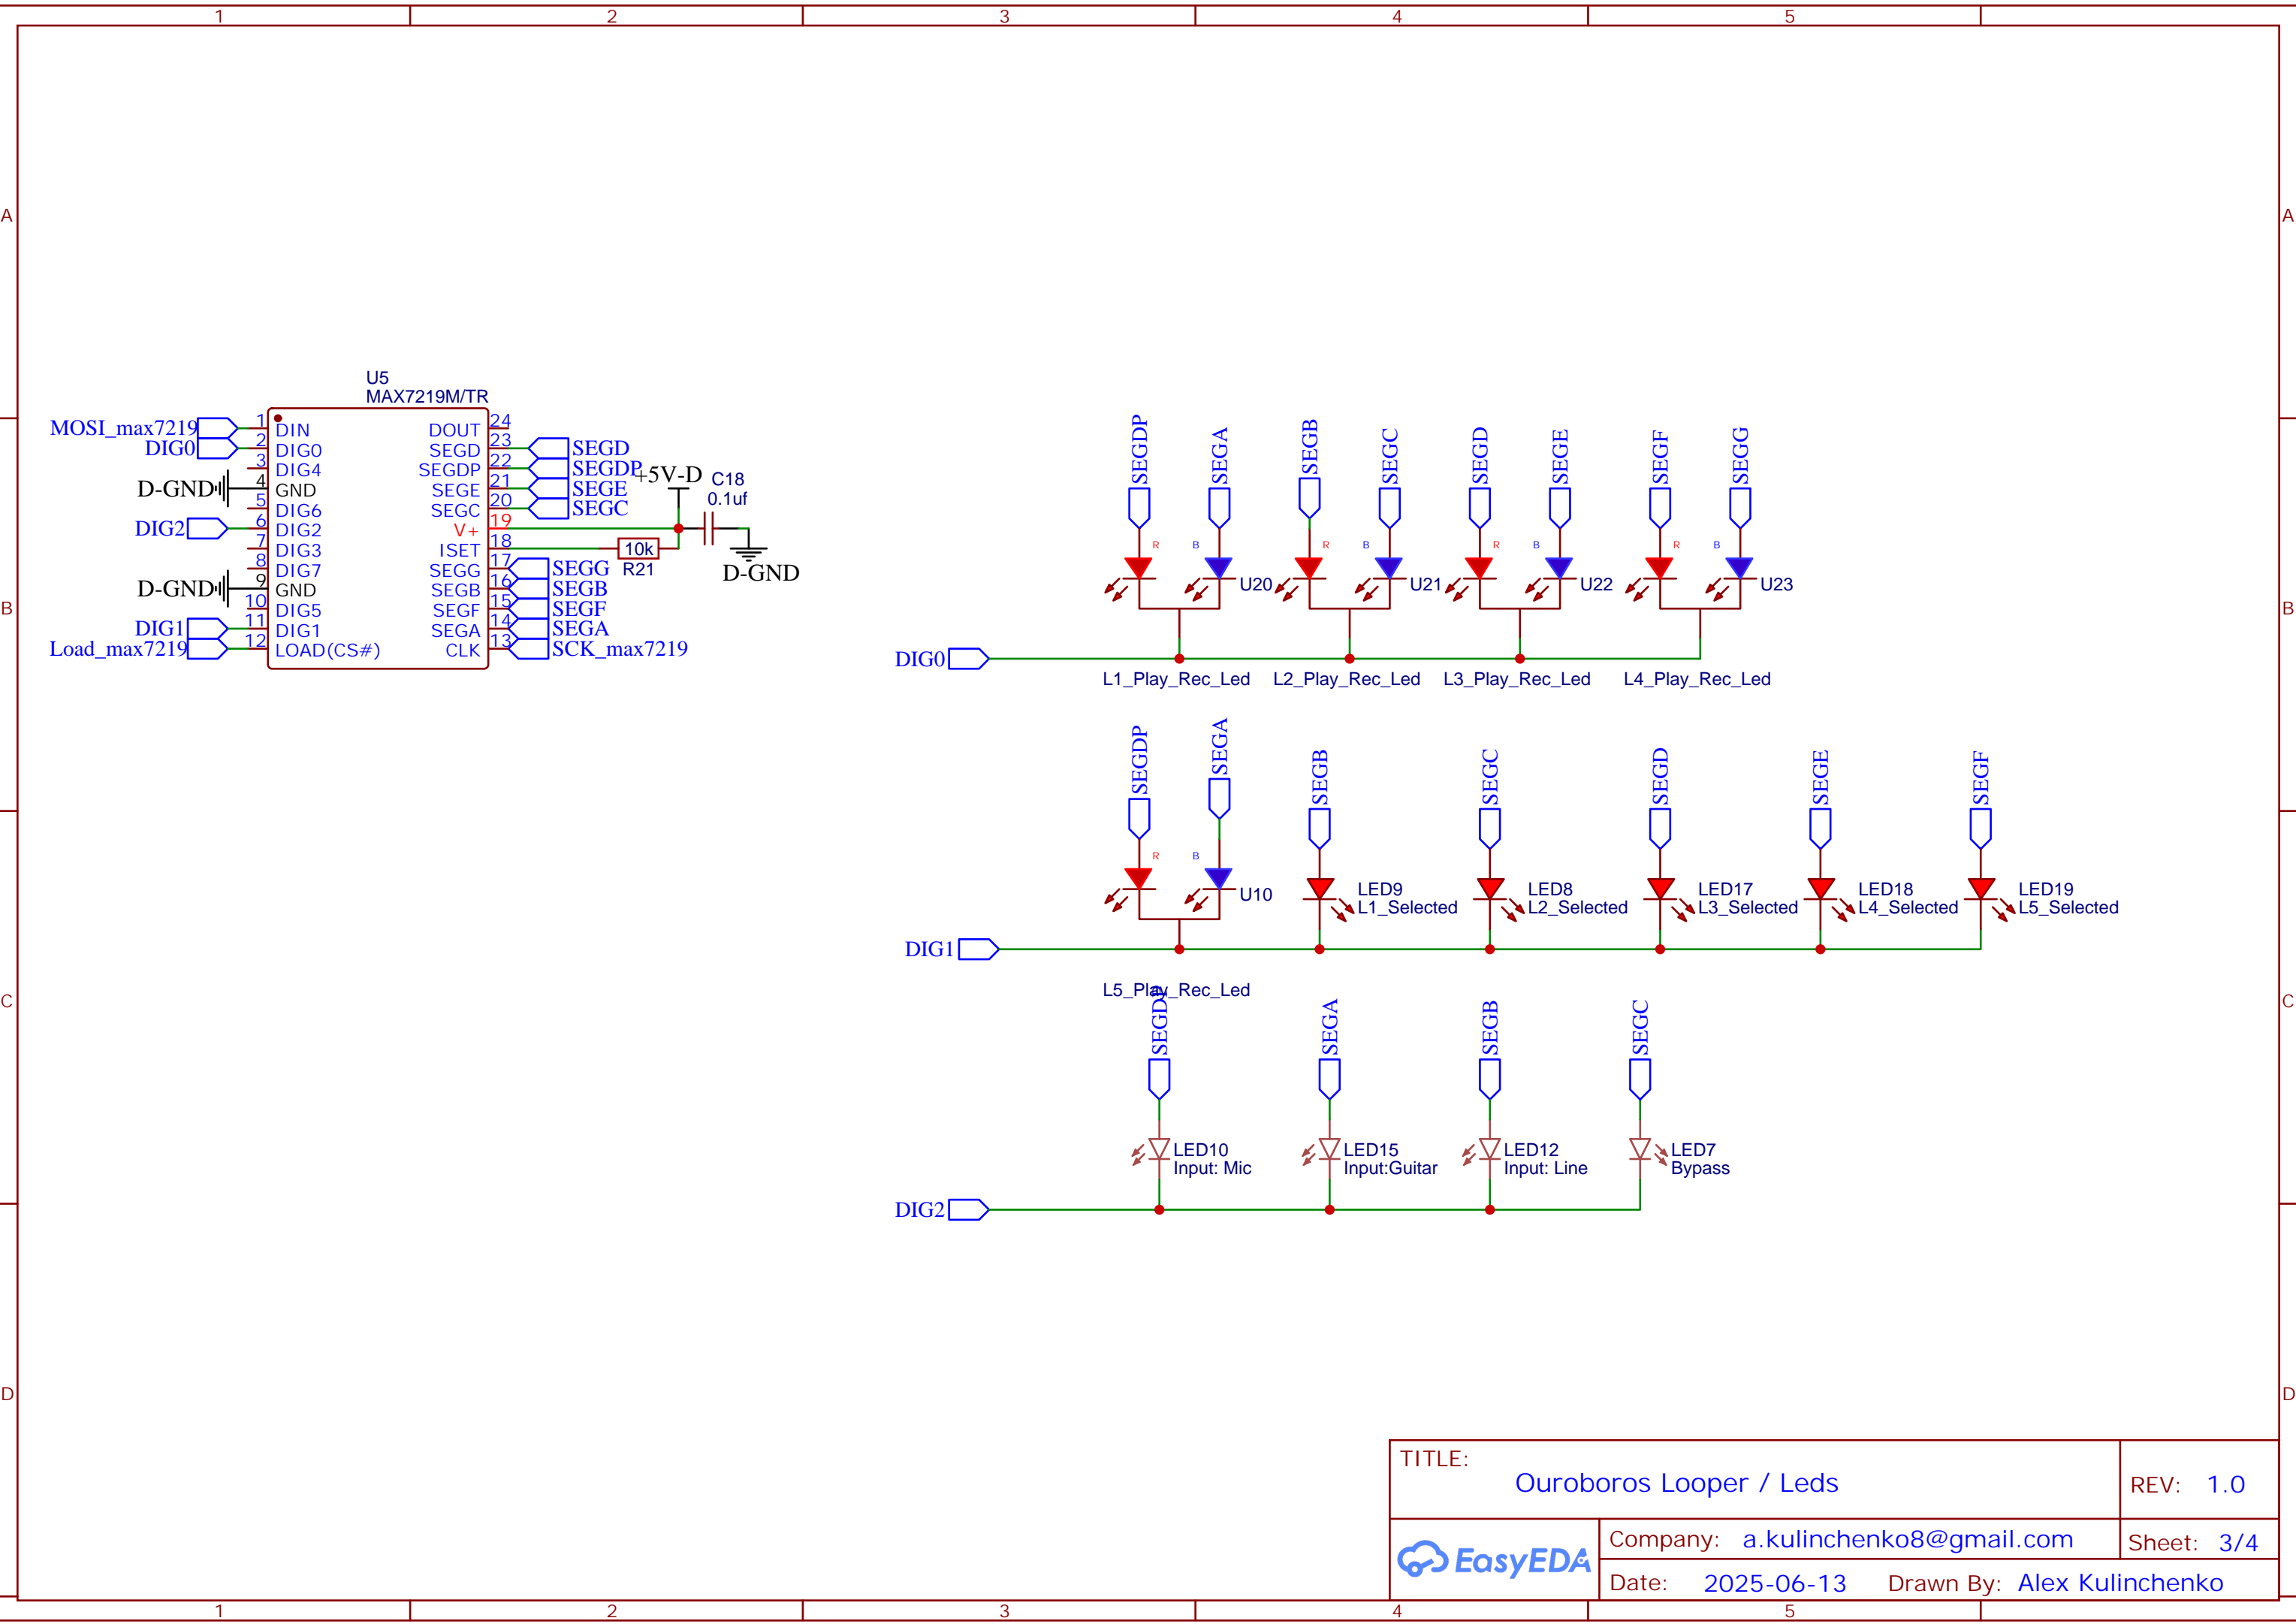 1 2 3 4 5
A A
U5
MAX7219M/TR
MOSI_max7219 1 DIN DOUT 24
DIG0 2 DIG0 SEGD 23 SEGD
3 DIG4 SEGDP 22 SEGDP
D-GND 4 GND SEGE 21 SEGE
5 DIG6 SEGC 20 SEGC
DIG2 6 DIG2 V+ 19
7 DIG3 ISET 18
8 DIG7 SEGG 17 SEGG
D-GND 9 GND SEGB 16 SEGB
10 DIG5 SEGF 15 SEGF
DIG1 11 DIG1 SEGA 14 SEGA
Load_max7219 12 LOAD(CS#) CLK 13 SCK_max7219
+5V-D C18
0.1uf
10k
R21
D-GND
SEGDP SEGA SEGB SEGC SEGD SEGE SEGF SEGG
R B R B R B R B
U20 U21 U22 U23
B B
DIG0
L1_Play_Rec_Led L2_Play_Rec_Led L3_Play_Rec_Led L4_Play_Rec_Led
SEGDP SEGA SEGB SEGC SEGD SEGE SEGF
R B
U10
LED9 LED8 LED17 LED18 LED19
L1_Selected L2_Selected L3_Selected L4_Selected L5_Selected
DIG1
L5_Play_Rec_Led
C C
SEGDP SEGA SEGB SEGC
LED10 LED15 LED12 LED7
Input: Mic Input:Guitar Input: Line Bypass
DIG2
D D
TITLE:
Ouroboros Looper / Leds
REV: 1.0
EasyEDA
Company: a.kulinchenko8@gmail.com
Sheet: 3/4
Date: 2025-06-13 Drawn By: Alex Kulinchenko
1 2 3 4 5